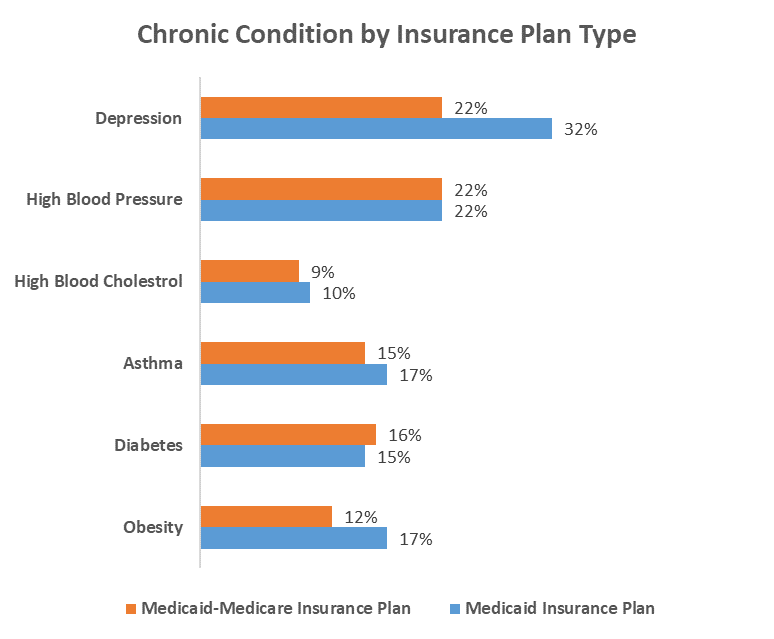 Chronic Condition by Insurance Plan Type
Depression
22%
32%
High Blood Pressure
22%
22%
High Blood Cholestrol
9%
10%
Asthma
15%
17%
Diabetes
16%
15%
Obesity
12%
17%
Medicaid-Medicare Insurance Plan
Medicaid Insurance Plan